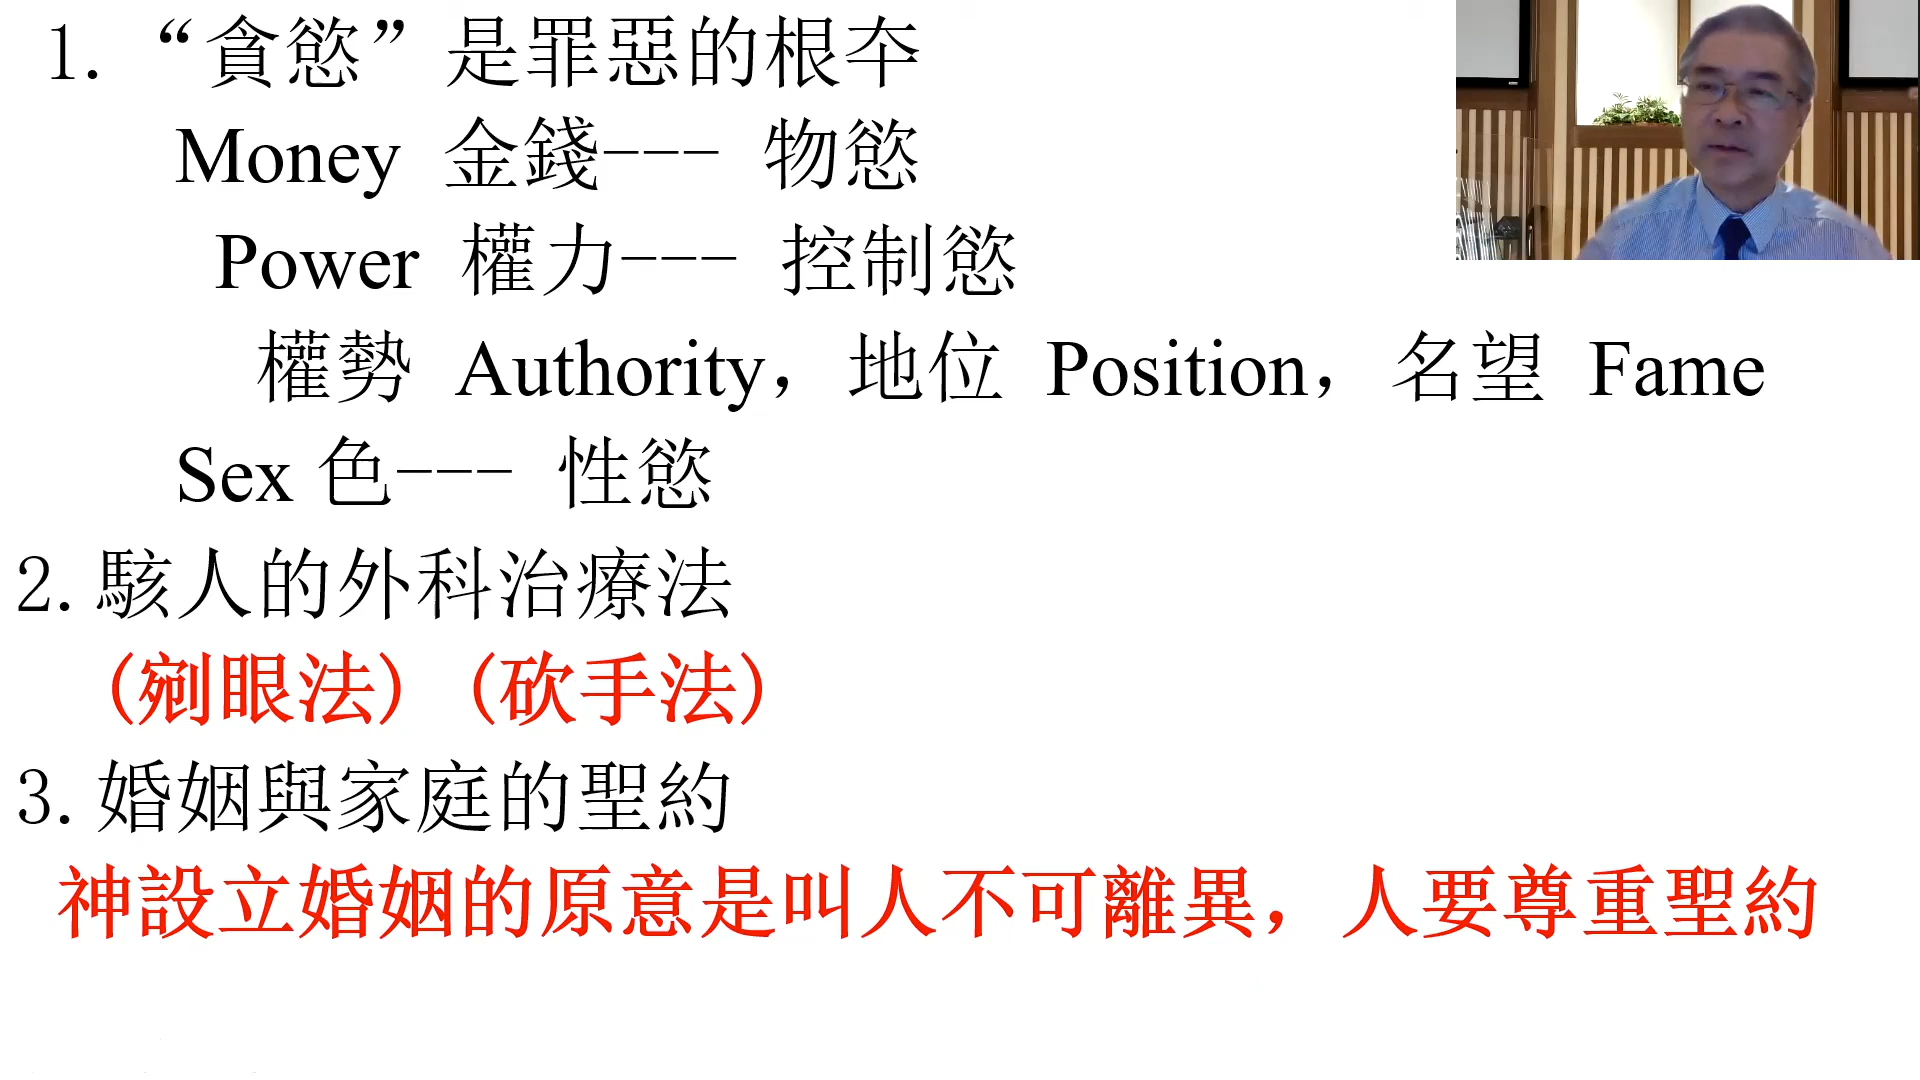 1. “貪慾”是罪惡的根夲
Money 金錢--- 物慾
Power 權力--- 控制慾
權勢 Authority, 地位 Position, 名望 Fame
Sex 色--- 性慾
2. 駭人的外科治療法
(剜眼法) (砍手法)
3. 婚姻與家庭的聖約
神設立婚姻的原意是叫人不可離異, 人要尊重聖約